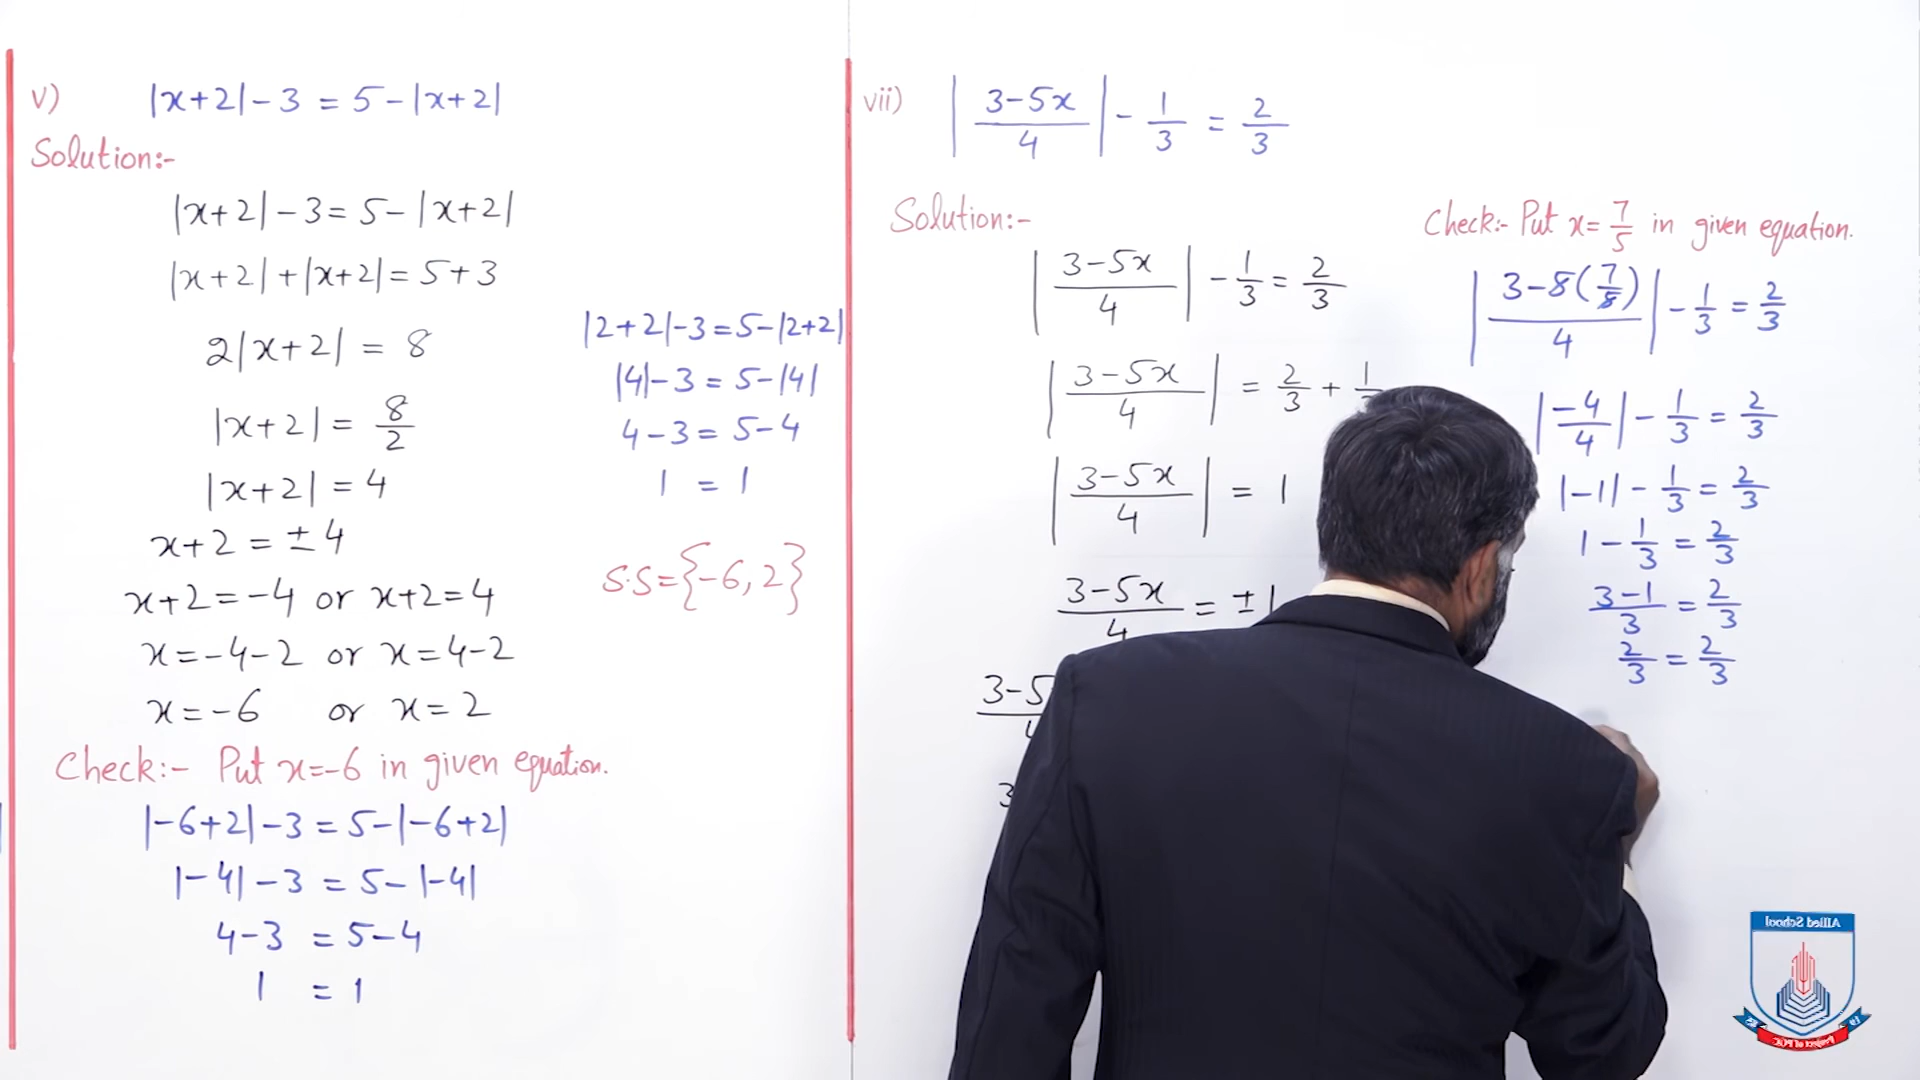 v) |x+2|-3 = 5-|x+2|
Solution:-
|x+2|-3 = 5-|x+2|
|x+2|+|x+2| = 5+3
2|x+2| = 8
|x+2| = 8/2
|x+2| = 4
x+2 = ±4
x+2=-4 or x+2=4
x=-4-2 or x=4-2
x=-6 or x=2
Check:- Put x=-6 in given equation.
|-6+2|-3 = 5-|-6+2|
|-4|-3 = 5-|-4|
4-3 = 5-4
1 = 1
|2+2|-3=5-|2+2|
|4|-3 = 5-|4|
4-3 = 5-4
1 = 1
S.S={-6, 2}
vii) |(3-5x)/4| - 1/3 = 2/3
Solution:-
|(3-5x)/4| - 1/3 = 2/3
|(3-5x)/4| = 2/3 + 1
|(3-5x)/4| = 1
(3-5x)/4 = ±1
3-5
3
Check:- Put x=7/5 in given equation.
|(3-8(7/8))/4| - 1/3 = 2/3
|-4/4| - 1/3 = 2/3
|-1| - 1/3 = 2/3
1 - 1/3 = 2/3
(3-1)/3 = 2/3
2/3 = 2/3
Allied School
Project of PGC